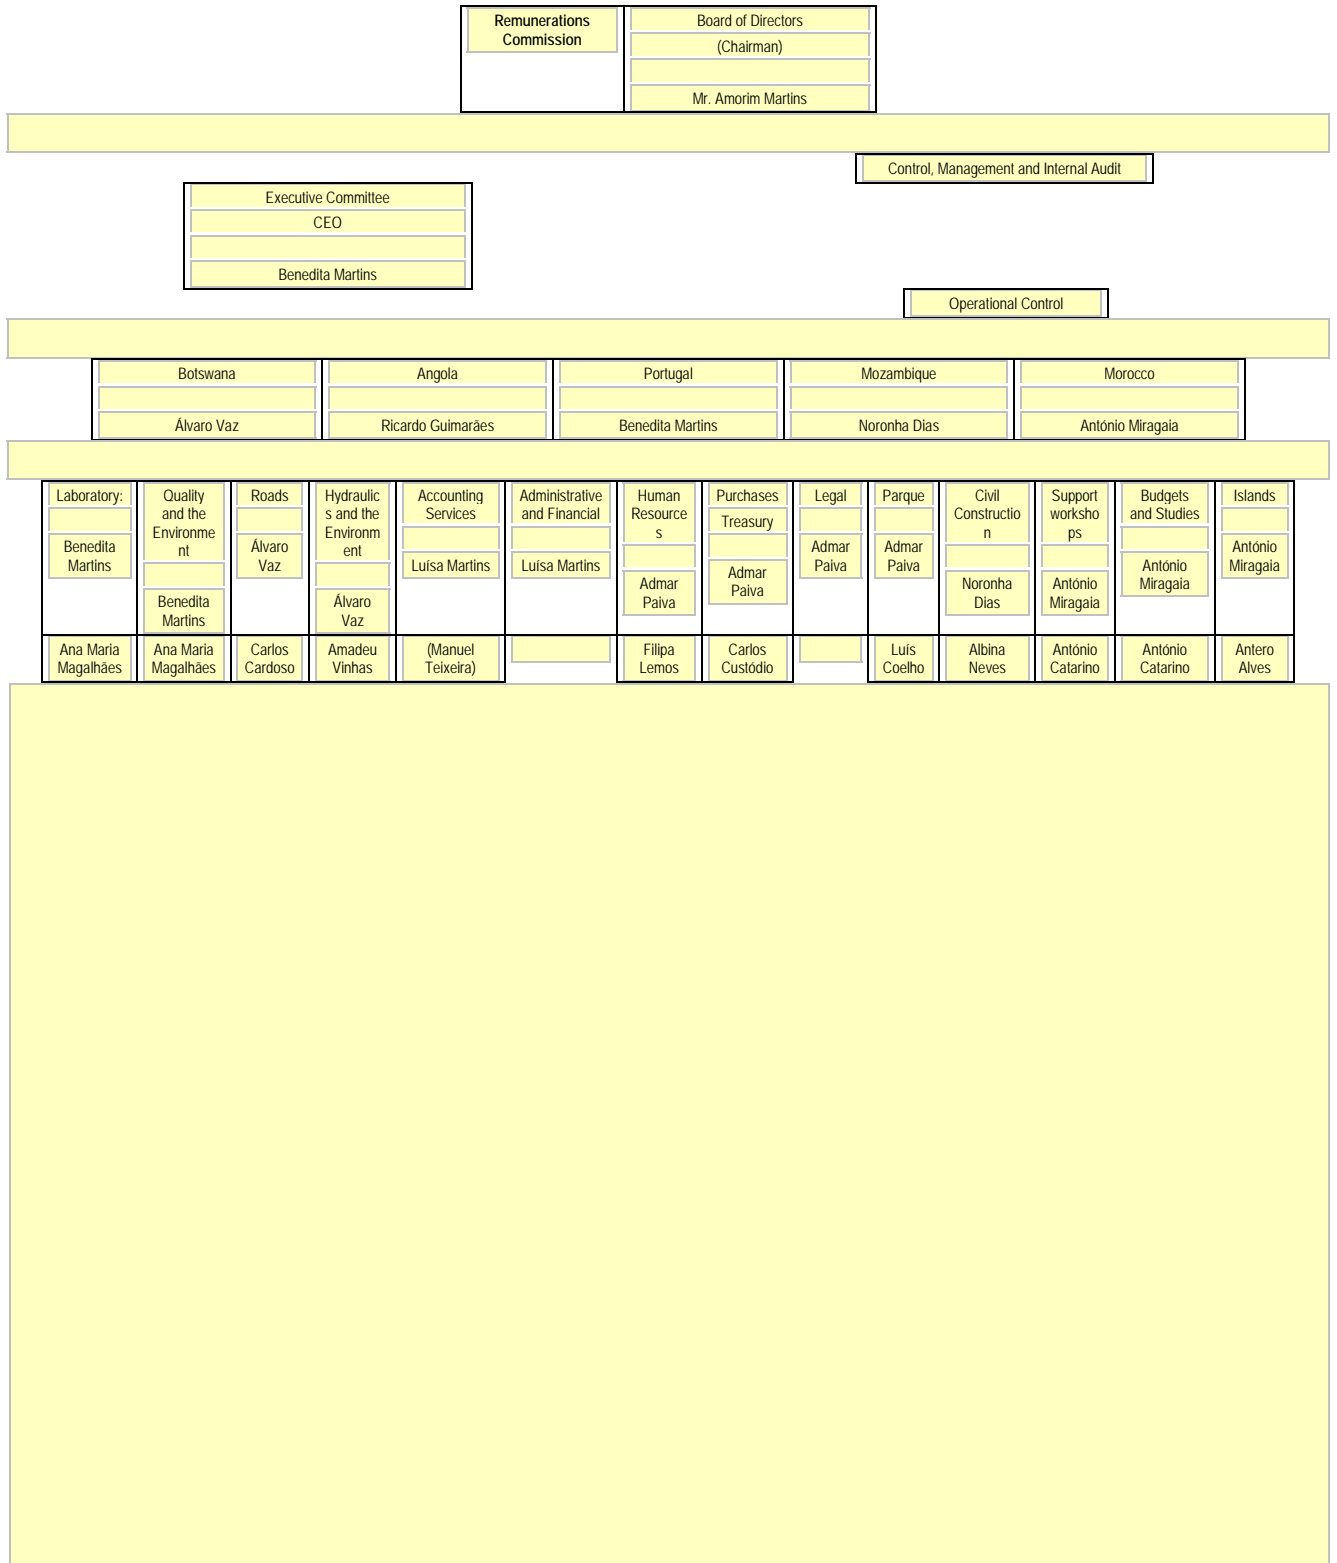 Remunerations
Commission
Board of Directors
(Chairman)
Mr. Amorim Martins
Control, Management and Internal Audit
Executive Committee
CEO
Benedita Martins
Operational Control
Botswana
Álvaro Vaz
Angola
Ricardo Guimarães
Portugal
Benedita Martins
Mozambique
Noronha Dias
Morocco
António Miragaia
Laboratory:
Benedita
Martins
Quality
and the
Environme
nt
Benedita
Martins
Roads
Álvaro
Vaz
Hydraulic
s and the
Environm
ent
Álvaro
Vaz
Accounting
Services
Luísa Martins
Administrative
and Financial
Luísa Martins
Human
Resource
s
Admar
Paiva
Purchases
Treasury
Admar
Paiva
Legal
Admar
Paiva
Parque
Admar
Paiva
Civil
Constructio
n
Noronha
Dias
Support
worksho
ps
António
Miragaia
Budgets
and Studies
António
Miragaia
Islands
António
Miragaia
Ana Maria
Magalhães
Ana Maria
Magalhães
Carlos
Cardoso
Amadeu
Vinhas
(Manuel
Teixeira)
Filipa
Lemos
Carlos
Custódio
Luís
Coelho
Albina
Neves
António
Catarino
António
Catarino
Antero
Alves